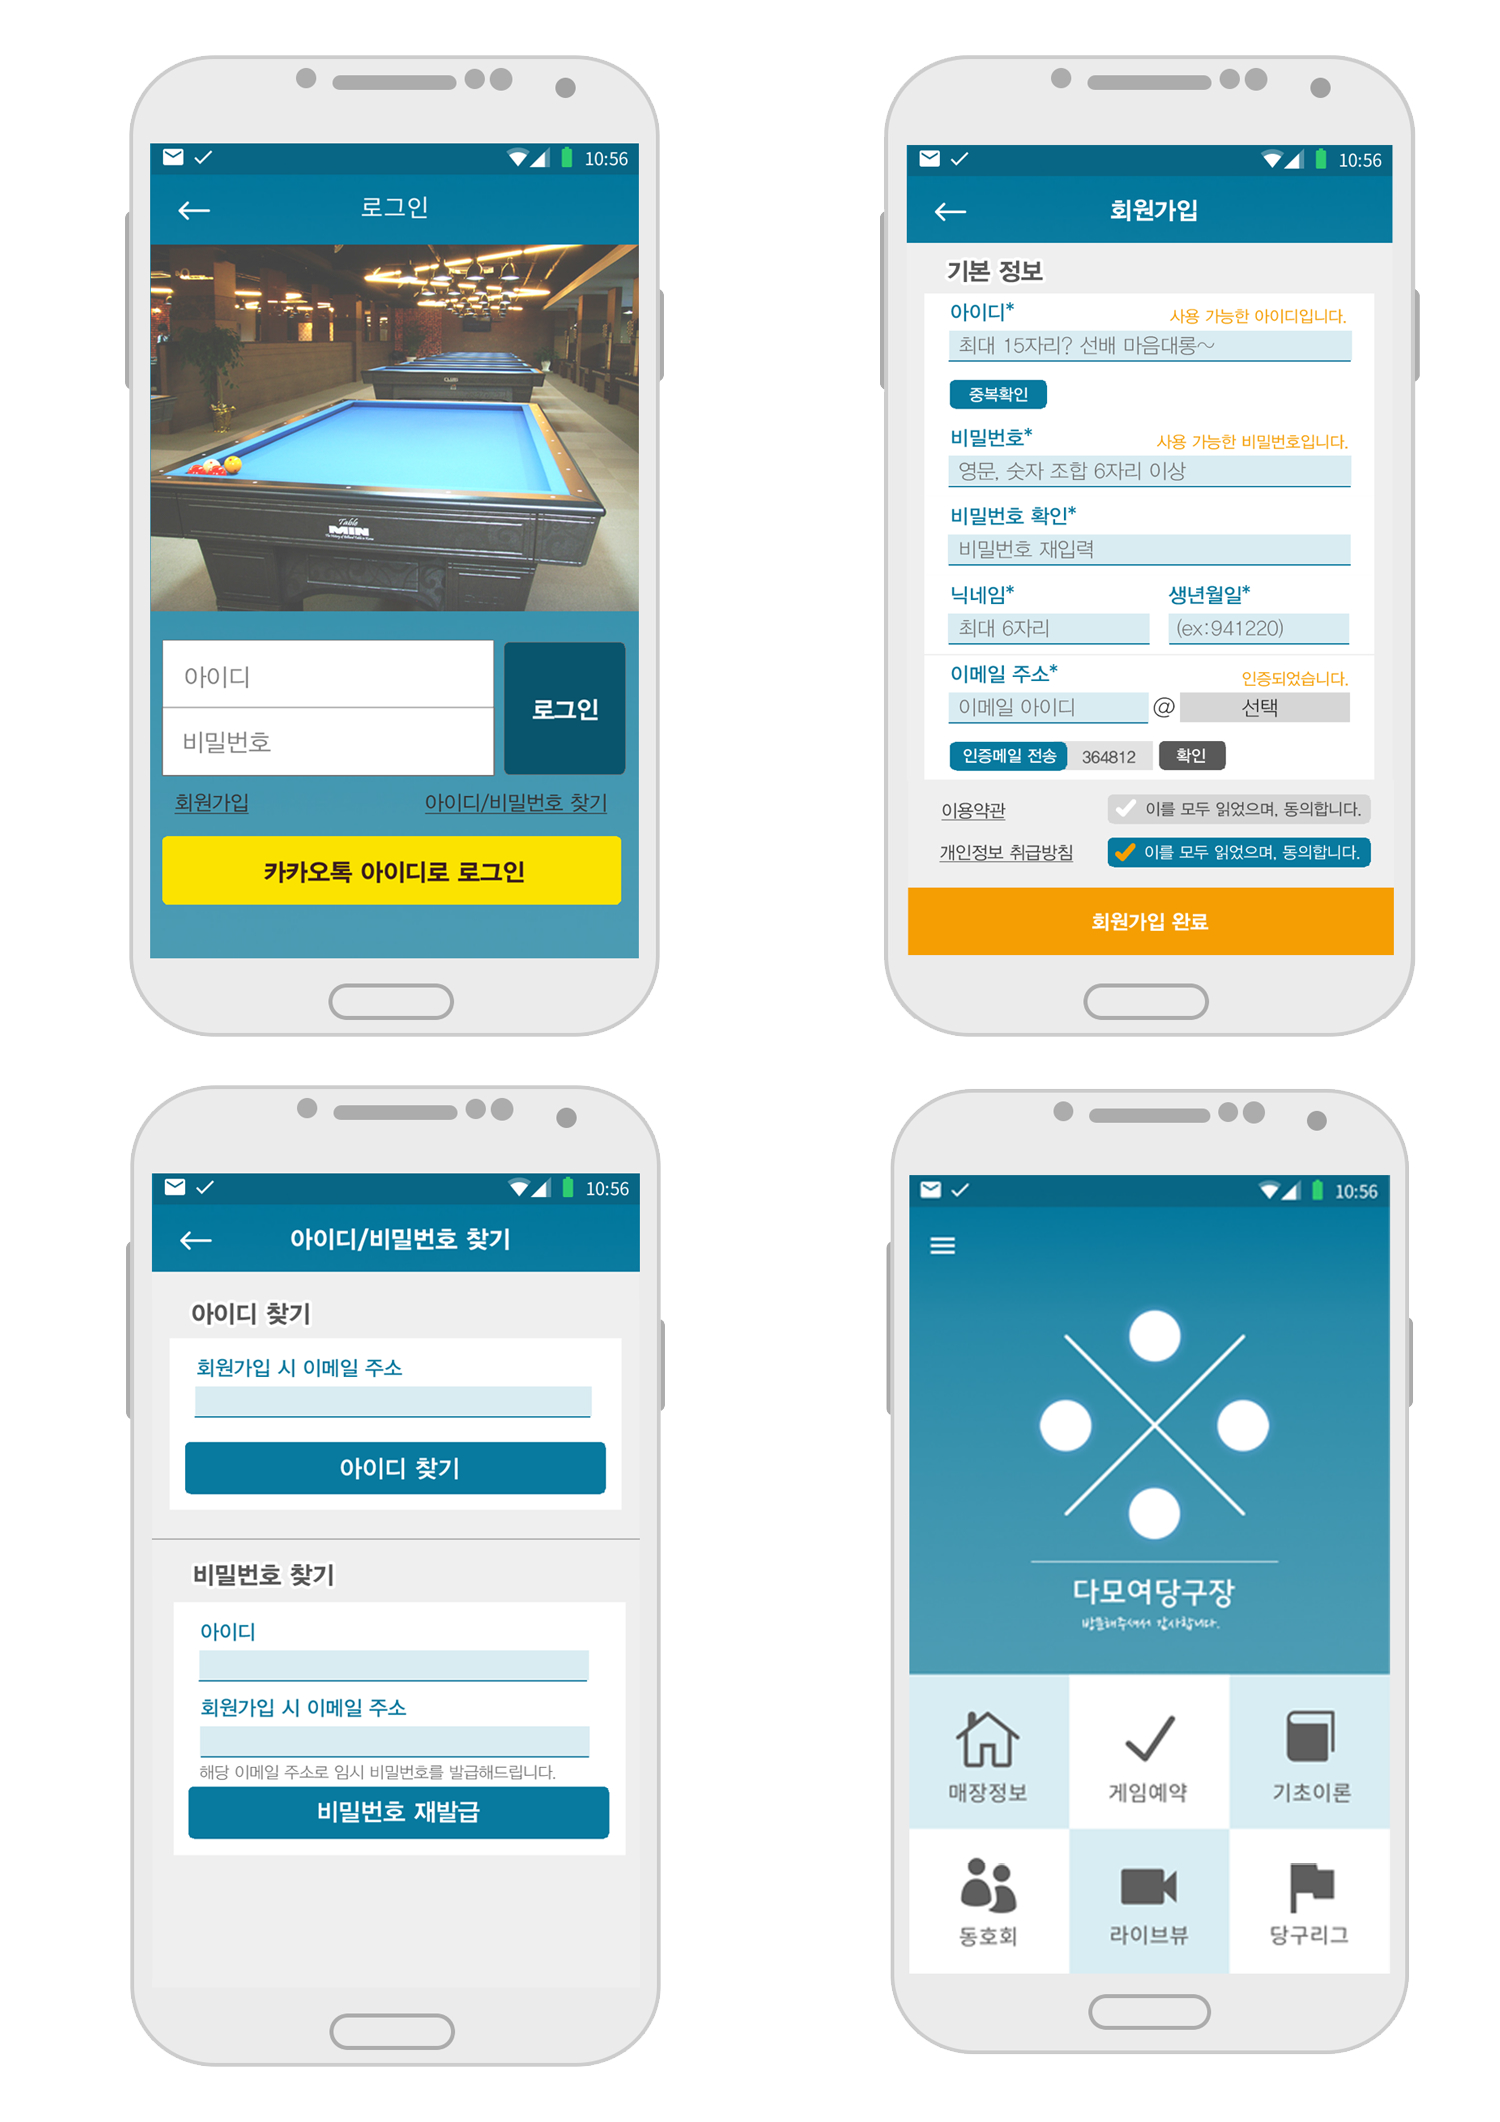 10:56
로그인
Table
MIN
아이디
비밀번호
로그인
회원가입
아이디/비밀번호 찾기
카카오톡 아이디로 로그인
10:56
회원가입
기본 정보
아이디*
사용 가능한 아이디입니다.
최대 15자리? 선배 마음대롱~
중복확인
비밀번호*
사용 가능한 비밀번호입니다.
영문, 숫자 조합 6자리 이상
비밀번호 확인*
비밀번호 재입력
닉네임* 생년월일*
최대 6자리 (ex:941220)
이메일 주소*
인증되었습니다.
이메일 아이디 @ 선택
인증메일 전송 364812 확인
이용약관 이를 모두 읽었으며, 동의합니다.
개인정보 취급방침 이를 모두 읽었으며, 동의합니다.
회원가입 완료
10:56
아이디/비밀번호 찾기
아이디 찾기
회원가입 시 이메일 주소
아이디 찾기
비밀번호 찾기
아이디
회원가입 시 이메일 주소
해당 이메일 주소로 임시 비밀번호를 발급해드립니다.
비밀번호 재발급
10:56
다모여당구장
방문해주셔서 감사합니다.
매장정보 게임예약 기초이론
동호회 라이브뷰 당구리그